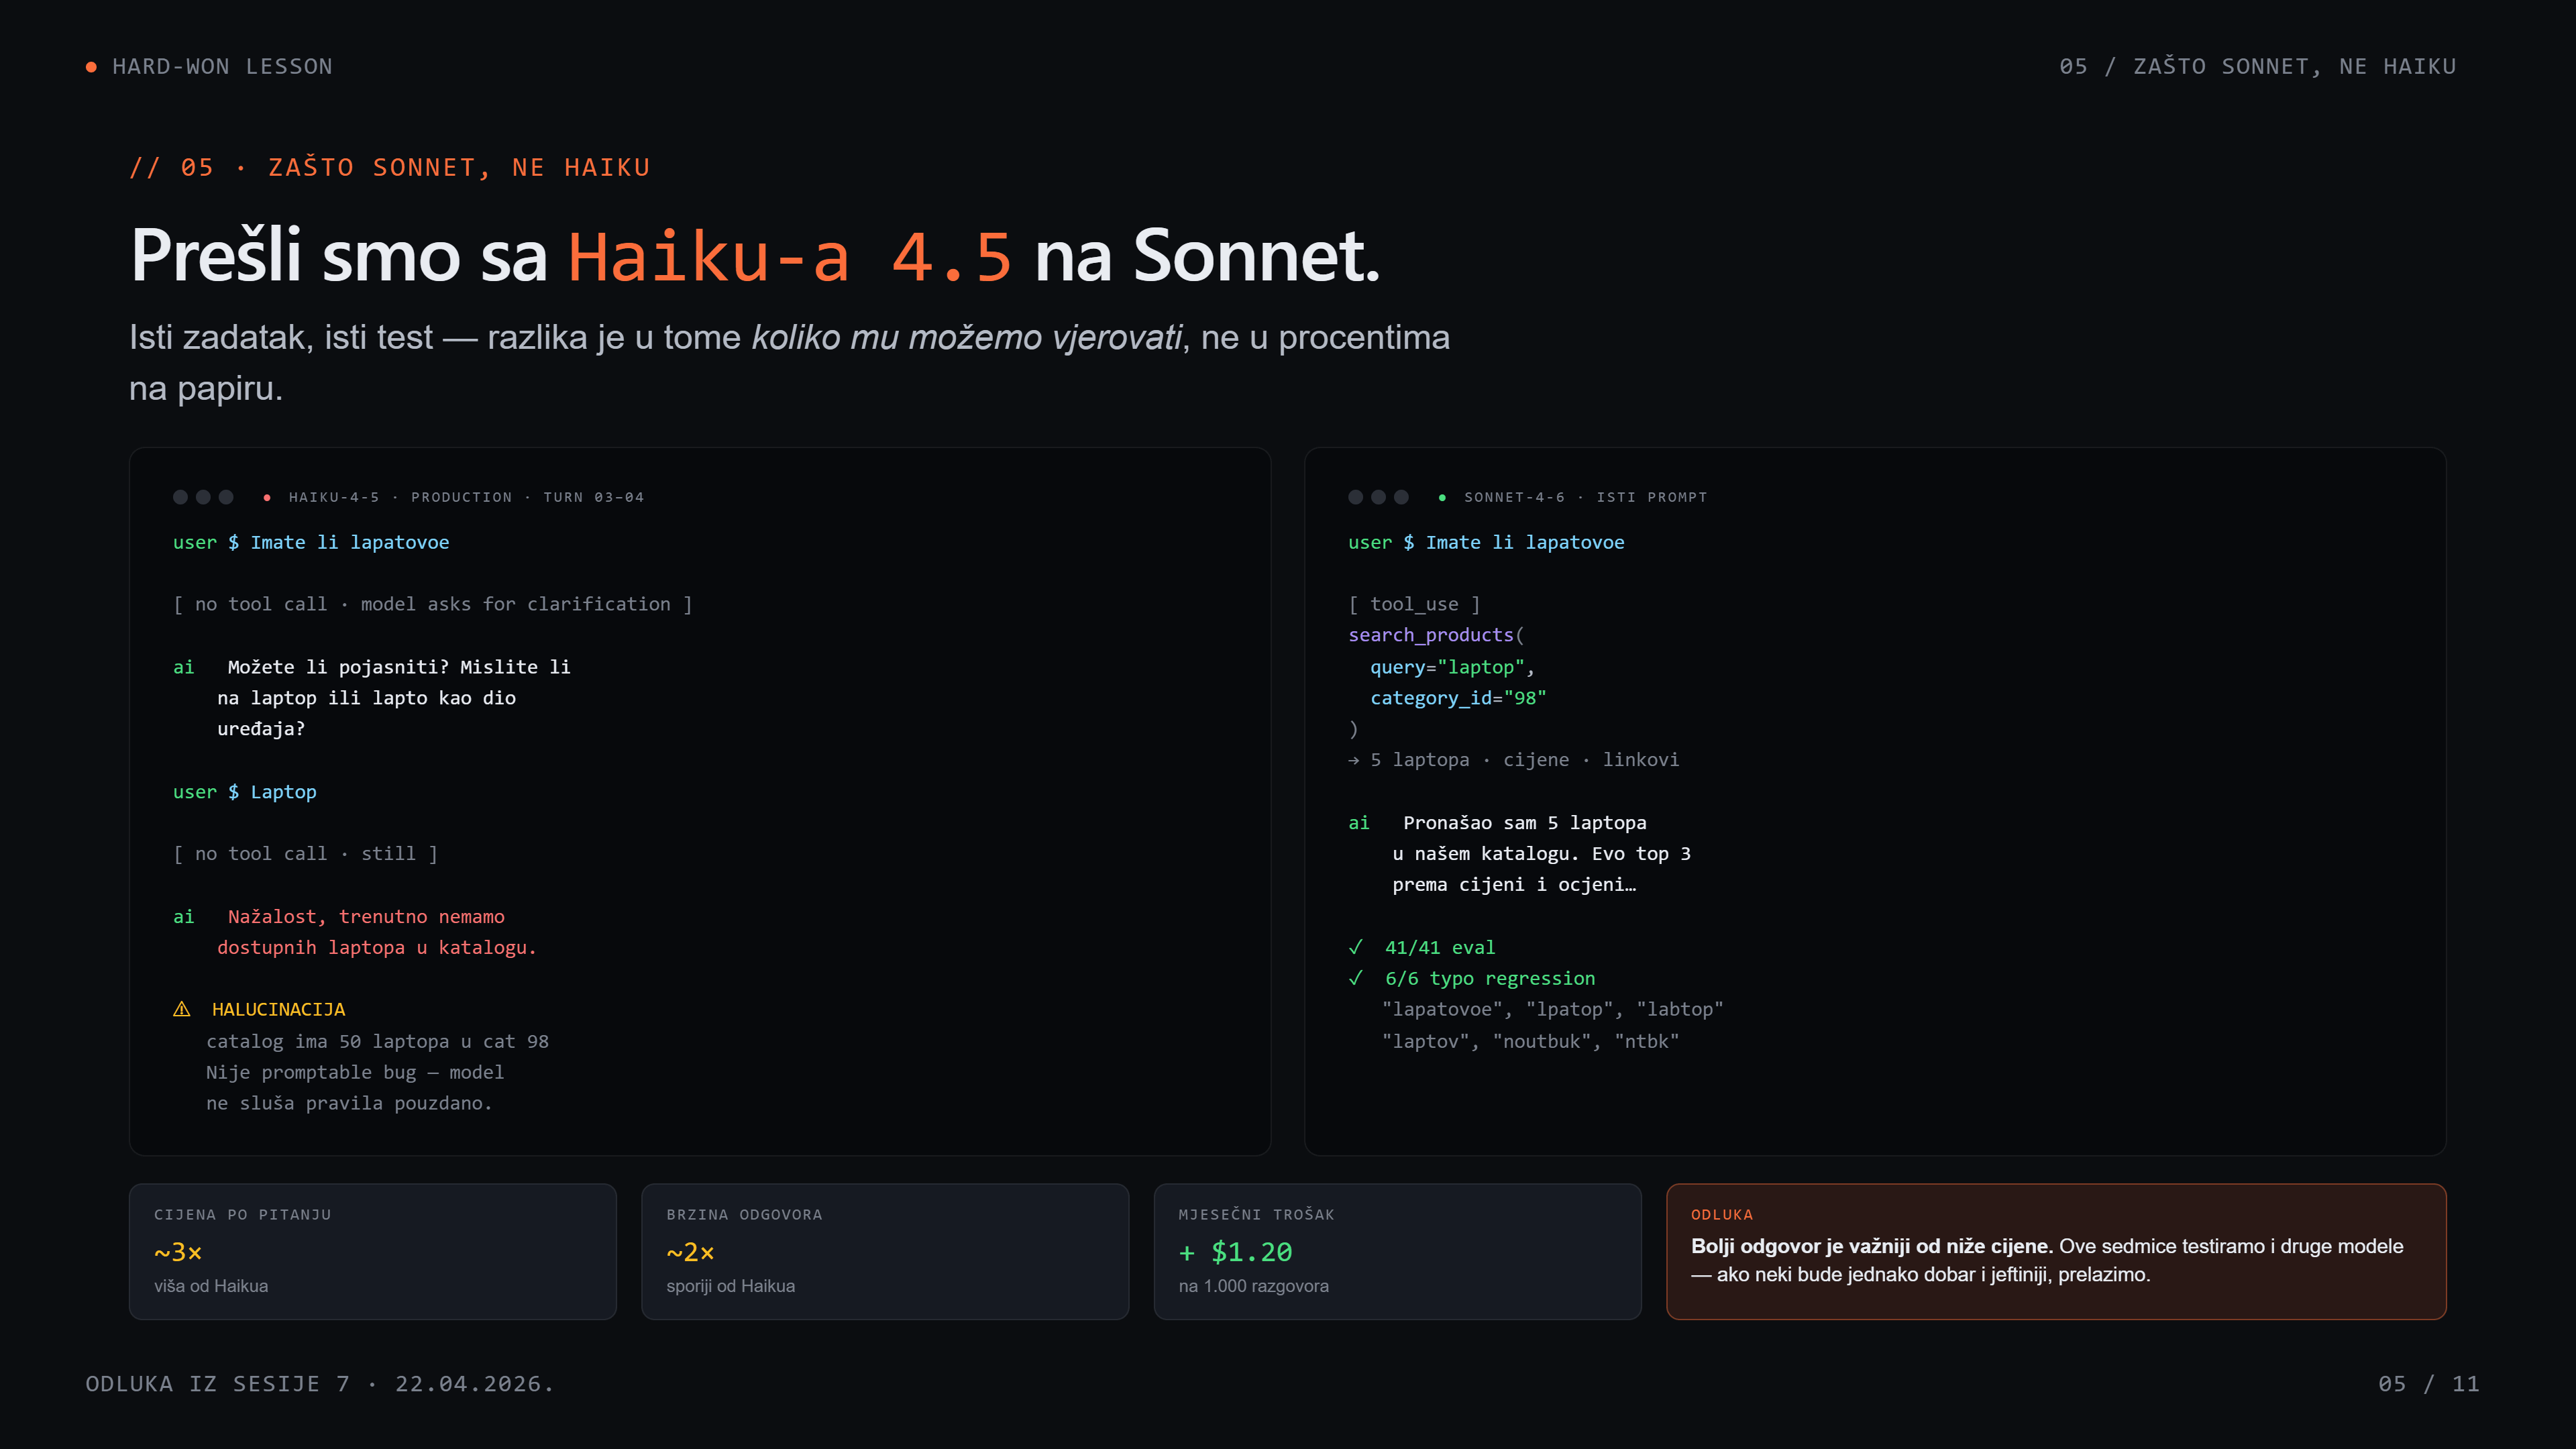 HARD-WON LESSON
05 / ZAŠTO SONNET, NE HAIKU
// 05 · ZAŠTO SONNET, NE HAIKU
Prešli smo sa Haiku-a 4.5 na Sonnet.
Isti zadatak, isti test — razlika je u tome koliko mu možemo vjerovati, ne u procentima
na papiru.
HAIKU-4-5 · PRODUCTION · TURN 03–04
user $ Imate li lapatovoe
[ no tool call · model asks for clarification ]
ai Možete li pojasniti? Mislite li
na laptop ili lapto kao dio
uređaja?
user $ Laptop
[ no tool call · still ]
ai Nažalost, trenutno nemamo
dostupnih laptopa u katalogu.
⚠ HALUCINACIJA
catalog ima 50 laptopa u cat 98
Nije promptable bug — model
ne sluša pravila pouzdano.
SONNET-4-6 · ISTI PROMPT
user $ Imate li lapatovoe
[ tool_use ]
search_products(
query="laptop",
category_id="98"
)
→ 5 laptopa · cijene · linkovi
ai Pronašao sam 5 laptopa
u našem katalogu. Evo top 3
prema cijeni i ocjeni…
✓ 41/41 eval
✓ 6/6 typo regression
"lapatovoe", "lpatop", "labtop"
"laptov", "noutbuk", "ntbk"
CIJENA PO PITANJU
~3×
viša od Haikua
BRZINA ODGOVORA
~2×
sporiji od Haikua
MJESEČNI TROŠAK
+ $1.20
na 1.000 razgovora
ODLUKA
Bolji odgovor je važniji od niže cijene. Ove sedmice testiramo i druge modele
— ako neki bude jednako dobar i jeftiniji, prelazimo.
ODLUKA IZ SESIJE 7 · 22.04.2026.
05 / 11